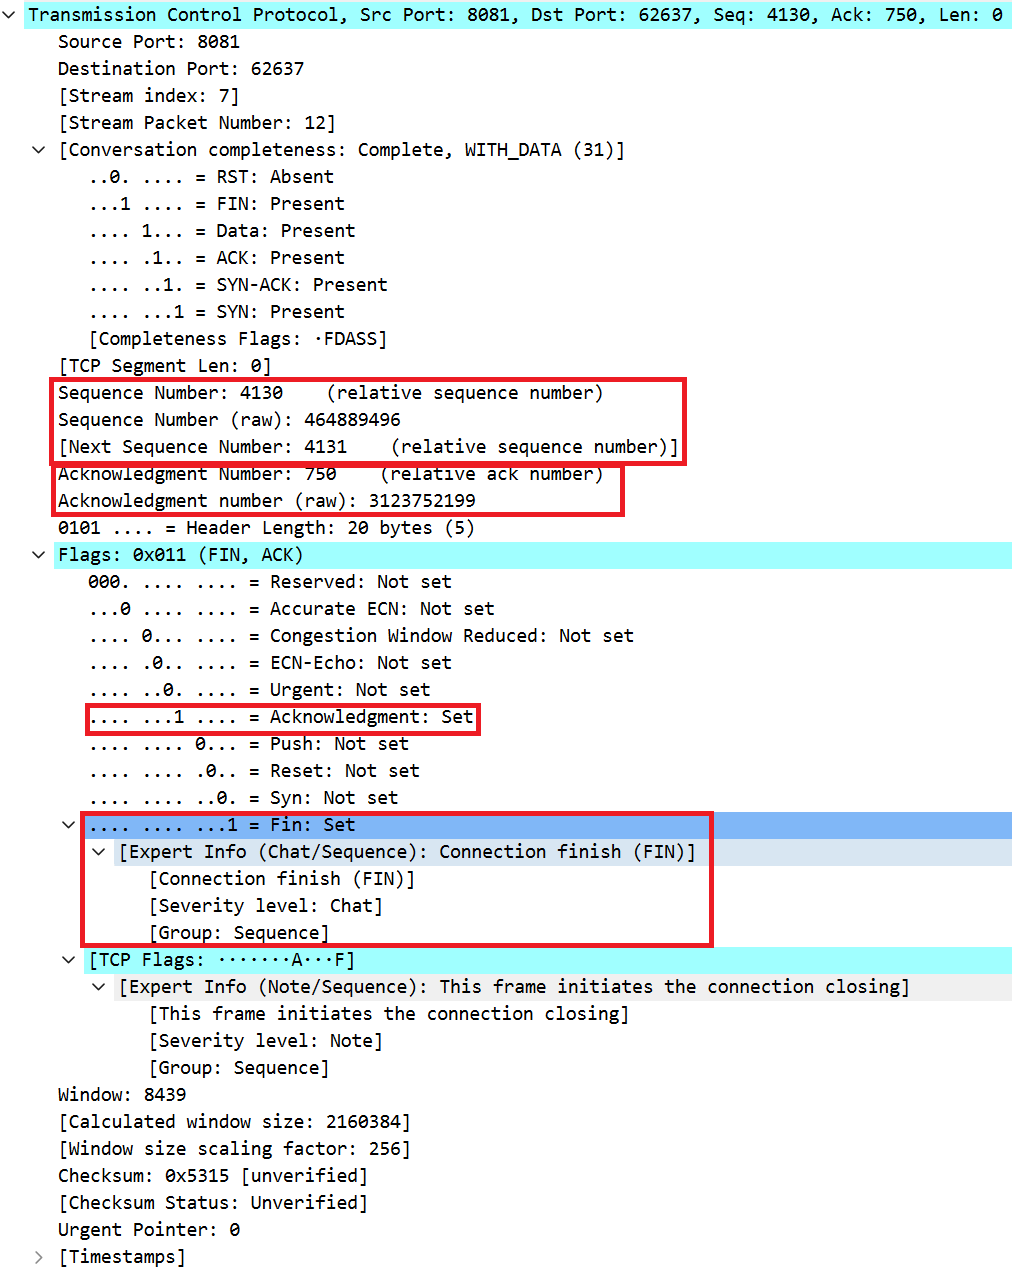 Transmission Control Protocol, Src Port: 8081, Dst Port: 62637, Seq: 4130, Ack: 750, Len: 0
Source Port: 8081
Destination Port: 62637
[Stream index: 7]
[Stream Packet Number: 12]
[Conversation completeness: Complete, WITH_DATA (31)]
..0. .... = RST: Absent
...1 .... = FIN: Present
.... 1... = Data: Present
.... .1.. = ACK: Present
.... ..1. = SYN-ACK: Present
.... ...1 = SYN: Present
[Completeness Flags: ·FDASS]
[TCP Segment Len: 0]
Sequence Number: 4130    (relative sequence number)
Sequence Number (raw): 464889496
[Next Sequence Number: 4131    (relative sequence number)]
Acknowledgment Number: 750    (relative ack number)
Acknowledgment number (raw): 3123752199
0101 .... = Header Length: 20 bytes (5)
Flags: 0x011 (FIN, ACK)
000. .... .... = Reserved: Not set
...0 .... .... = Accurate ECN: Not set
.... 0... .... = Congestion Window Reduced: Not set
.... .0.. .... = ECN-Echo: Not set
.... ..0. .... = Urgent: Not set
.... ...1 .... = Acknowledgment: Set
.... .... 0... = Push: Not set
.... .... .0.. = Reset: Not set
.... .... ..0. = Syn: Not set
.... .... ...1 = Fin: Set
[Expert Info (Chat/Sequence): Connection finish (FIN)]
[Connection finish (FIN)]
[Severity level: Chat]
[Group: Sequence]
[TCP Flags: ·······A···F]
[Expert Info (Note/Sequence): This frame initiates the connection closing]
[This frame initiates the connection closing]
[Severity level: Note]
[Group: Sequence]
Window: 8439
[Calculated window size: 2160384]
[Window size scaling factor: 256]
Checksum: 0x5315 [unverified]
[Checksum Status: Unverified]
Urgent Pointer: 0
[Timestamps]